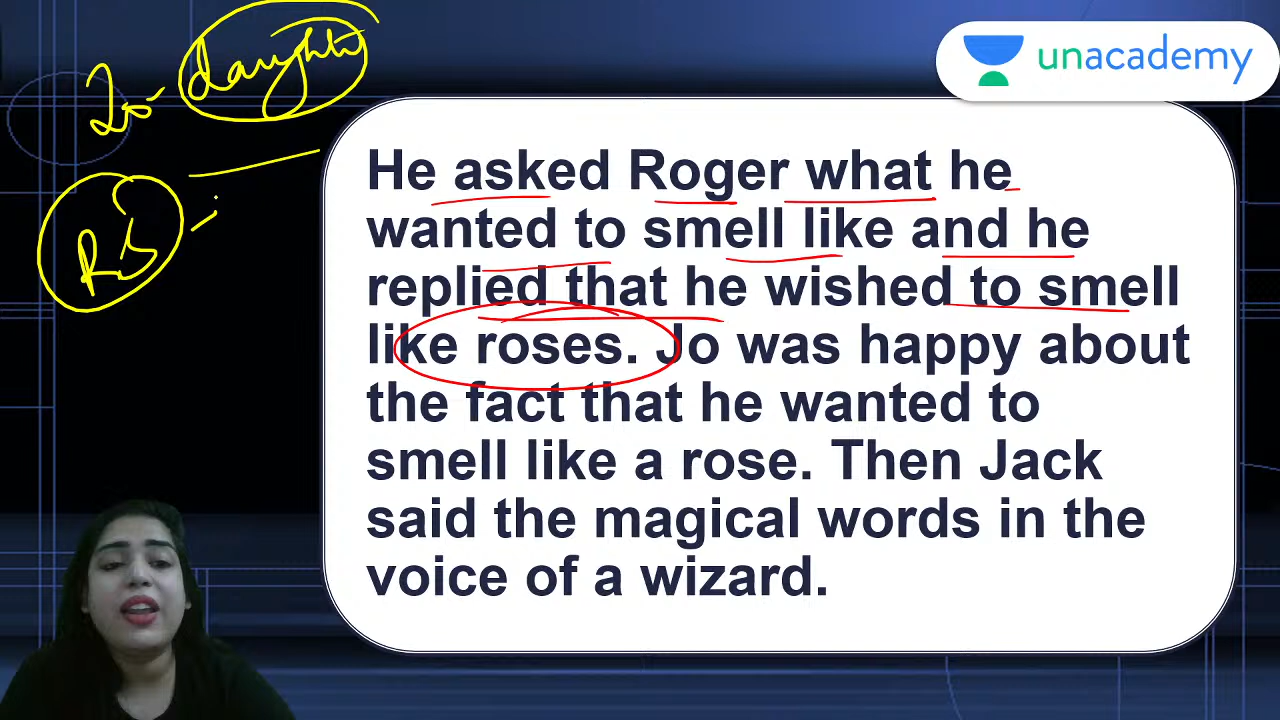 daughter
unacademy
He asked Roger what he
wanted to smell like and he
replied that he wished to smell
like roses. Jo was happy about
the fact that he wanted to
smell like a rose. Then Jack
said the magical words in the
voice of a wizard.